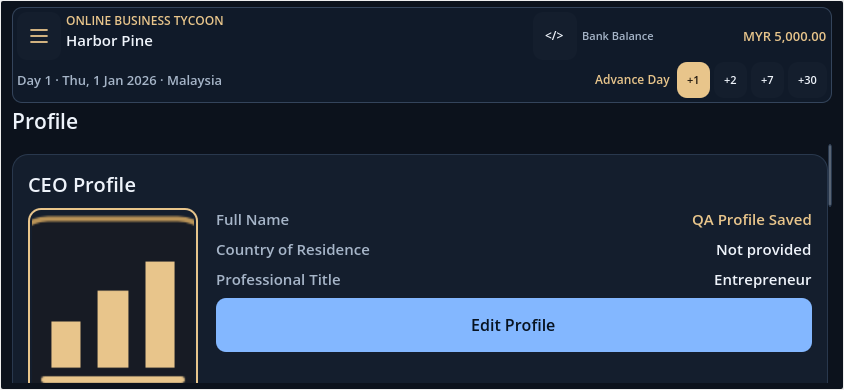 ONLINE BUSINESS TYCOON
Harbor Pine
</> Bank Balance MYR 5,000.00
Day 1 · Thu, 1 Jan 2026 · Malaysia
Advance Day +1 +2 +7 +30
Profile
CEO Profile
Full Name QA Profile Saved
Country of Residence Not provided
Professional Title Entrepreneur
Edit Profile